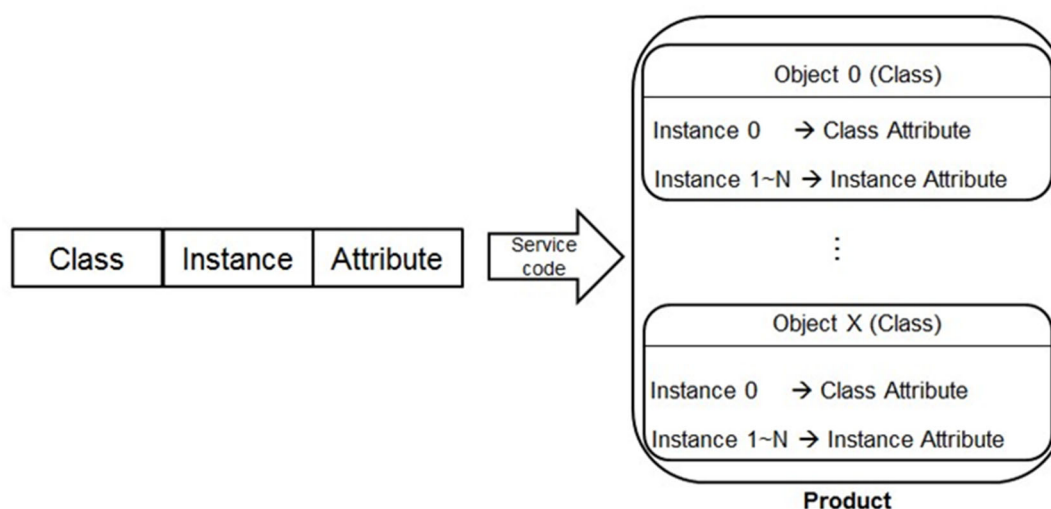 Class Instance Attribute
Service
code
Object 0 (Class)
Instance 0 → Class Attribute
Instance 1~N → Instance Attribute
⋮
Object X (Class)
Instance 0 → Class Attribute
Instance 1~N → Instance Attribute
Product